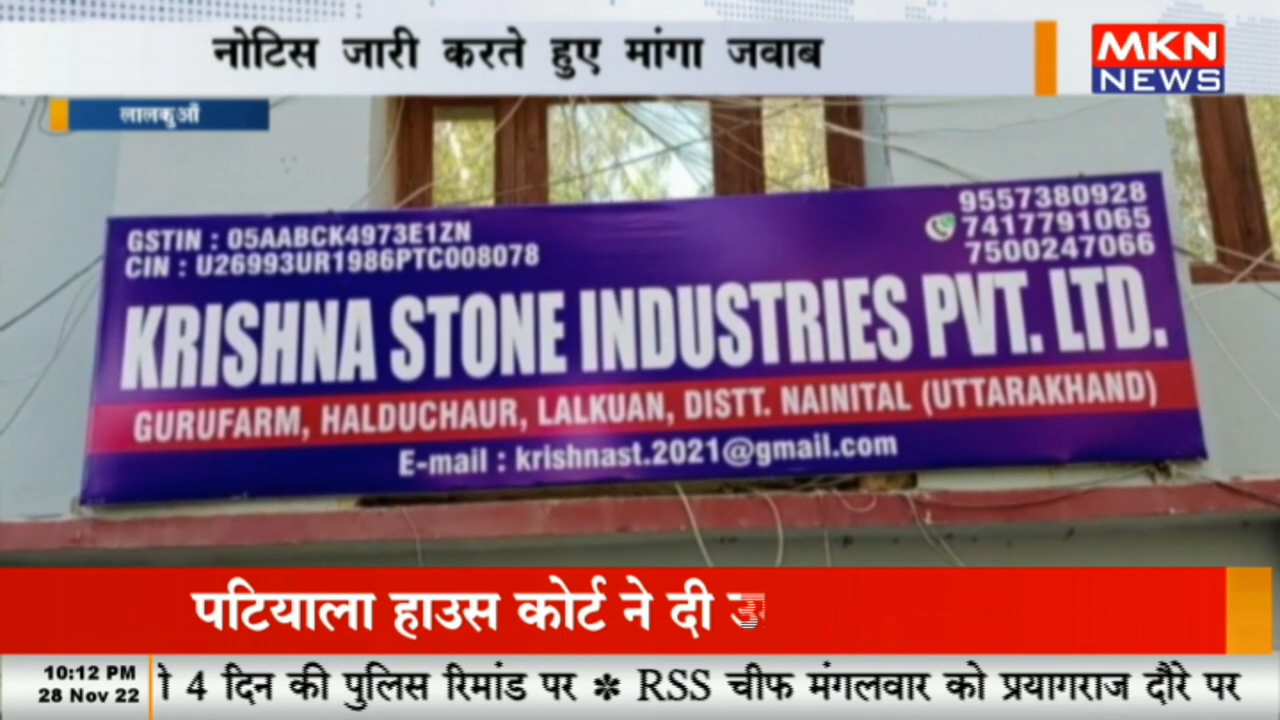 नोटिस जारी करते हुए मांगा जवाब
MKN
NEWS
लालकुआँ
GSTIN : 05AABCK4973E1ZN
CIN : U26993UR1986PTC008078
9557380928
7417791065
7500247066
KRISHNA STONE INDUSTRIES PVT. LTD.
GURUFARM, HALDUCHAUR, LALKUAN, DISTT. NAINITAL (UTTARAKHAND)
E-mail : krishnast.2021@gmail.com
पटियाला हाउस कोर्ट ने दी
10:12 PM
28 Nov 22
4 दिन की पुलिस रिमांड पर * RSS चीफ मंगलवार को प्रयागराज दौरे पर